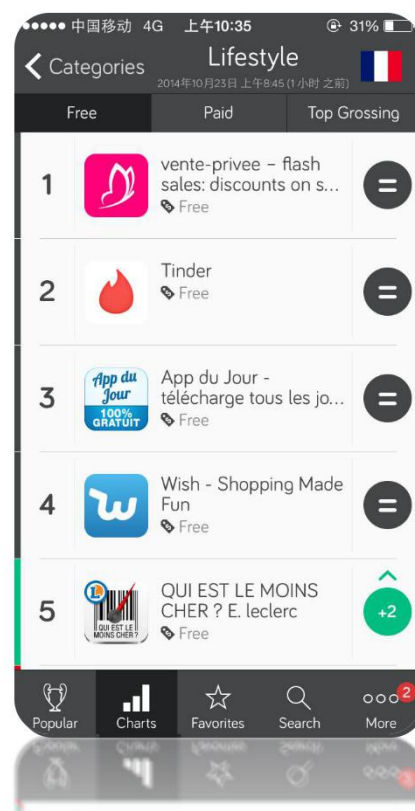 中国移动 4G 上午10:35 31%
Categories Lifestyle
2014年10月23日 上午8:45 (1 小时 之前)
Free Paid Top Grossing
1
vente-privee – flash
sales: discounts on s...
Free
2
Tinder
Free
3
App du
Jour
100%
GRATUIT
App du Jour -
télécharge tous les jo...
Free
4
Wish - Shopping Made
Fun
Free
5
QUI EST LE
MOINS CHER?
QUI EST LE MOINS
CHER ? E. leclerc
Free
+2
2
Popular Charts Favorites Search More